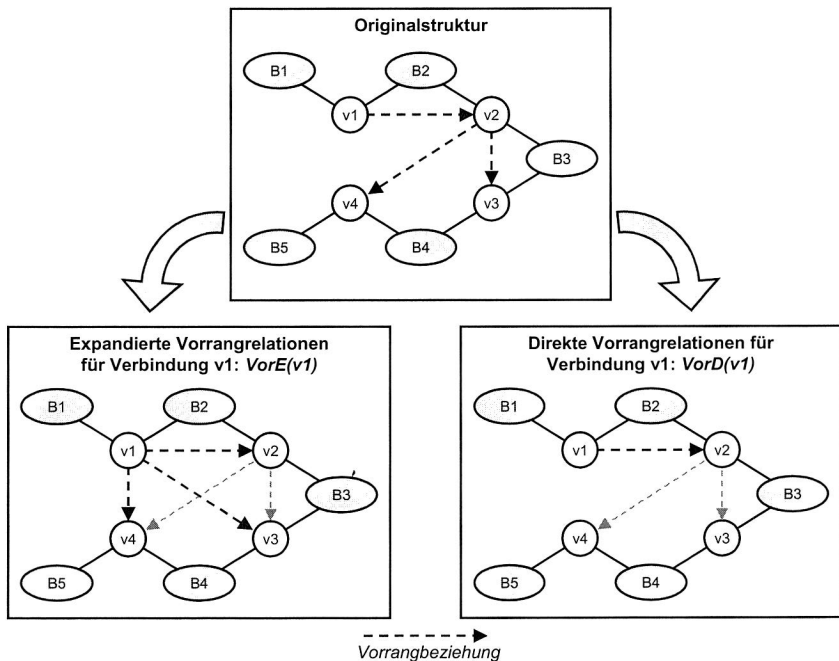 Originalstruktur
B1
B2
v1
v2
B3
v4
v3
B5
B4
Expandierte Vorrangrelationen
für Verbindung v1: VorE(v1)
B1
B2
v1
v2
B3
v4
v3
B5
B4
Direkte Vorrangrelationen für
Verbindung v1: VorD(v1)
B1
B2
v1
v2
B3
v4
v3
B5
B4
Vorrangbeziehung